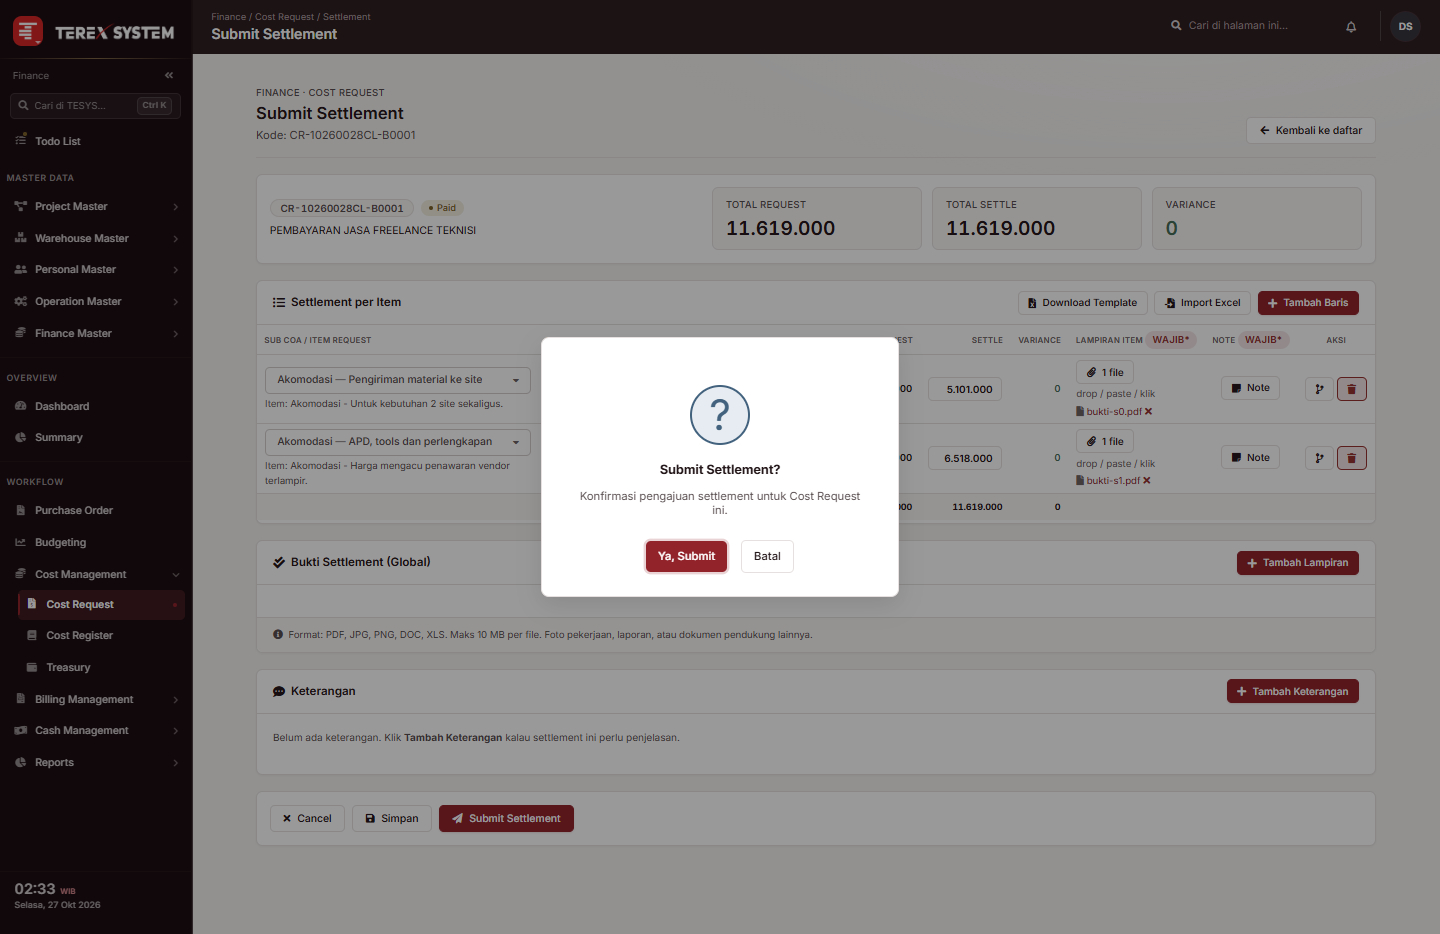 TEREX SYSTEM
Finance
Cari di TESYS...
Ctrl K
Todo List
MASTER DATA
Project Master
Warehouse Master
Personal Master
Operation Master
Finance Master
OVERVIEW
Dashboard
Summary
WORKFLOW
Purchase Order
Budgeting
Cost Management
Cost Request
Cost Register
Treasury
Billing Management
Cash Management
Reports
02:33 WIB
Selasa, 27 Okt 2026
Finance / Cost Request / Settlement
Submit Settlement
Cari di halaman ini...
DS
FINANCE · COST REQUEST
Submit Settlement
Kode: CR-10260028CL-B0001
Kembali ke daftar
CR-10260028CL-B0001
Paid
PEMBAYARAN JASA FREELANCE TEKNISI
TOTAL REQUEST
11.619.000
TOTAL SETTLE
11.619.000
VARIANCE
0
Settlement per Item
Download Template
Import Excel
Tambah Baris
SUB COA / ITEM REQUEST
EST
SETTLE
VARIANCE
LAMPIRAN ITEM WAJIB*
NOTE WAJIB*
AKSI
Akomodasi — Pengiriman material ke site
Item: Akomodasi - Untuk kebutuhan 2 site sekaligus.
00
5.101.000
0
1 file
drop / paste / klik
bukti-s0.pdf
Note
Akomodasi — APD, tools dan perlengkapan
Item: Akomodasi - Harga mengacu penawaran vendor
terlampir.
00
6.518.000
0
1 file
drop / paste / klik
bukti-s1.pdf
Note
000
11.619.000
0
Submit Settlement?
Konfirmasi pengajuan settlement untuk Cost Request
ini.
Ya, Submit
Batal
Bukti Settlement (Global)
Tambah Lampiran
Format: PDF, JPG, PNG, DOC, XLS. Maks 10 MB per file. Foto pekerjaan, laporan, atau dokumen pendukung lainnya.
Keterangan
Tambah Keterangan
Belum ada keterangan. Klik Tambah Keterangan kalau settlement ini perlu penjelasan.
Cancel
Simpan
Submit Settlement